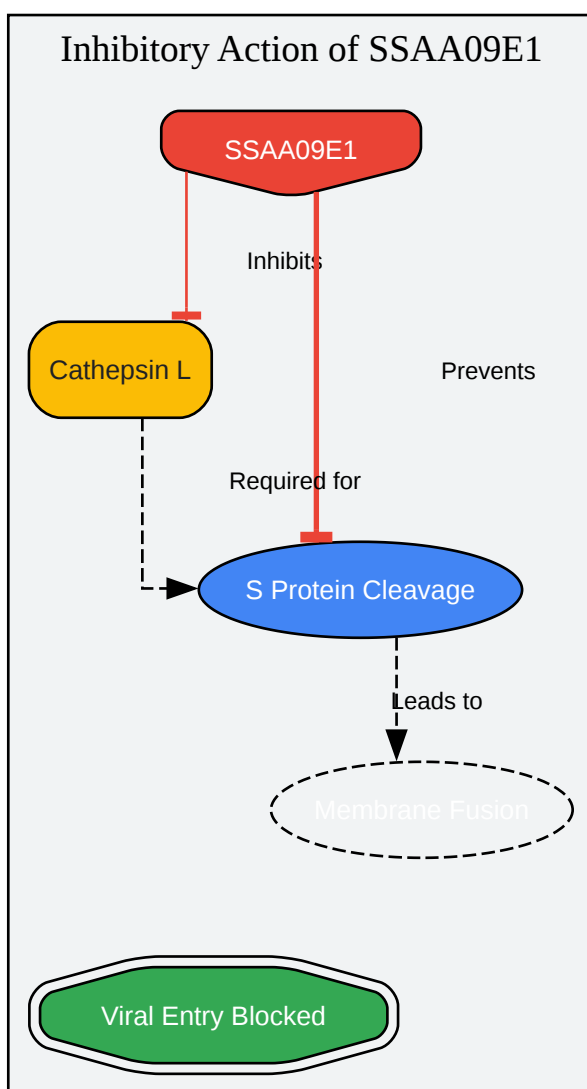 Inhibitory Action of SSAA09E1
SSAA09E1
Inhibits
Cathepsin L
Prevents
Required for
S Protein Cleavage
Leads to
Membrane Fusion
Viral Entry Blocked